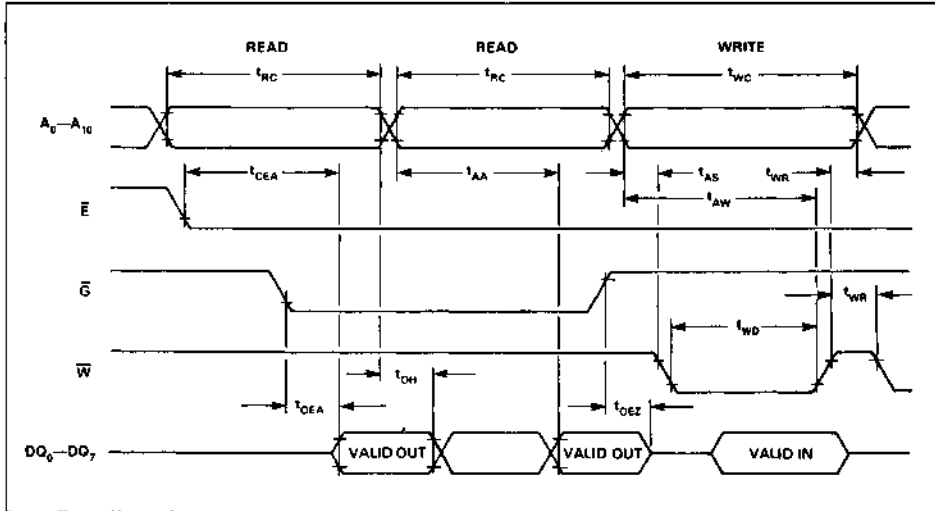 READ READ WRITE
tRC tRC tWC
A0—A10
tCEA tAA tAS tWR
tAW
E̅
G̅
tWR
tWD
W̅
tOH
tOEA tOEZ
DQ0—DQ7 VALID OUT VALID OUT VALID IN